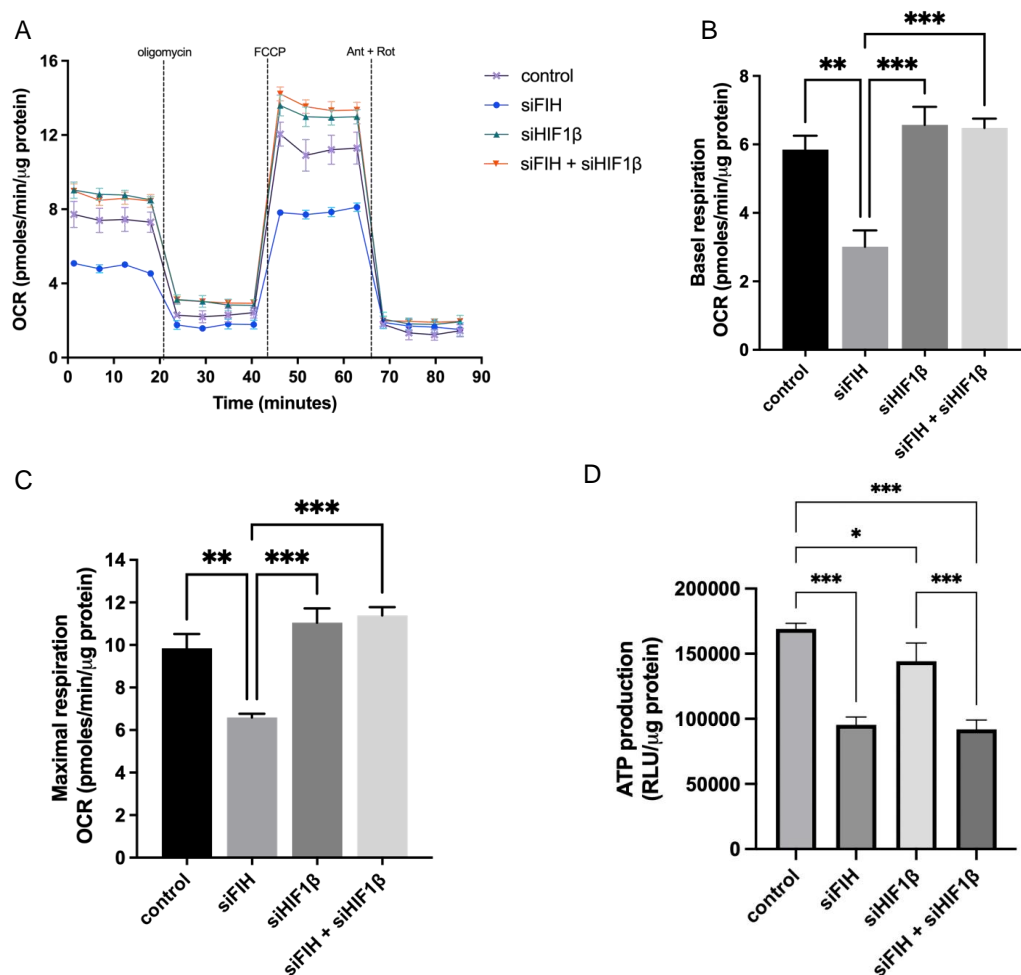 A
oligomycin
FCCP
Ant + Rot
16
12
8
4
0
OCR (pmoles/min/μg protein)
0
10
20
30
40
50
60
70
80
90
Time (minutes)
control
siFIH
siHIF1β
siFIH + siHIF1β
B
***
** ***
8
6
4
2
0
Basel respiration
OCR (pmoles/min/μg protein)
control
siFIH
siHIF1β
siFIH + siHIF1β
C
***
** ***
14
12
10
8
6
4
2
0
Maximal respiration
OCR (pmoles/min/μg protein)
control
siFIH
siHIF1β
siFIH + siHIF1β
D
***
*
*** ***
200000
150000
100000
50000
0
ATP production
(RLU/μg protein)
control
siFIH
siHIF1β
siFIH + siHIF1β